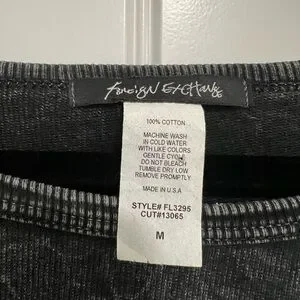 Foreign Exchange
100% COTTON
MACHINE WASH
IN COLD WATER
WITH LIKE COLORS
GENTLE CYCLE
DO NOT BLEACH
TUMBLE DRY LOW
REMOVE PROMPTLY
MADE IN U.S.A
STYLE# FL3295
CUT#13065
M